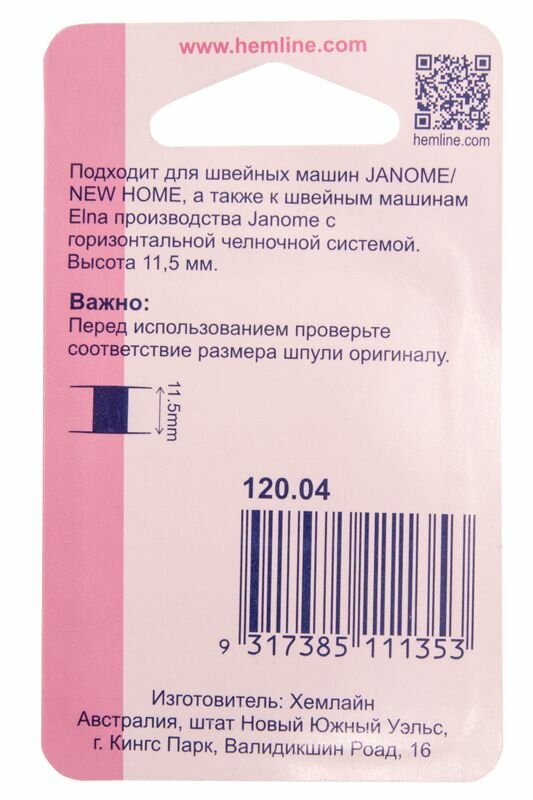 www.hemline.com
hemline.com
Подходит для швейных машин JANOME/
NEW HOME, а также к швейным машинам
Elna производства Janome с
горизонтальной челночной системой.
Высота 11,5 мм.
Важно:
Перед использованием проверьте
соответствие размера шпули оригиналу.
11.5mm
120.04
9 317385 111353
Изготовитель: Хемлайн
Австралия, штат Новый Южный Уэльс,
г. Кингс Парк, Валидикшин Роад, 16